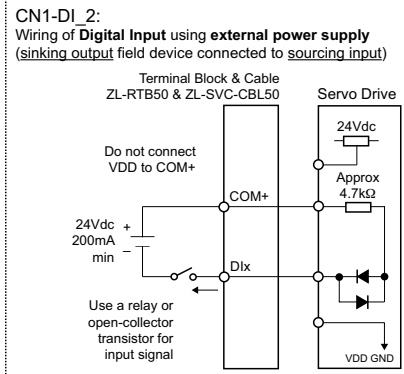 CN1-DI_2:
Wiring of Digital Input using external power supply
(sinking output field device connected to sourcing input)
Terminal Block & Cable
ZL-RTB50 & ZL-SVC-CBL50
Servo Drive
24Vdc
Do not connect
VDD to COM+
Approx
4.7kΩ
COM+
24Vdc
200mA
min
+
–
DIx
Use a relay or
open-collector
transistor for
input signal
VDD GND